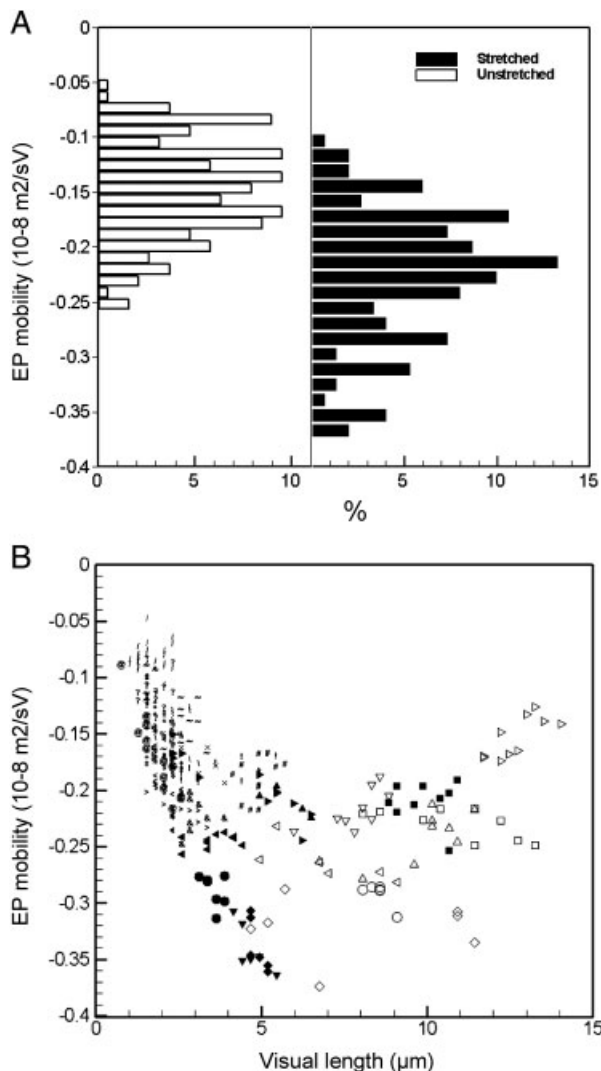 A
0
-0.05
-0.1
-0.15
-0.2
-0.25
-0.3
-0.35
-0.4
EP mobility (10-8 m2/sV)
Stretched
Unstretched
0 5 10 5 10 15
%
B
0
-0.05
-0.1
-0.15
-0.2
-0.25
-0.3
-0.35
-0.4
EP mobility (10-8 m2/sV)
0 5 10 15
Visual length (μm)